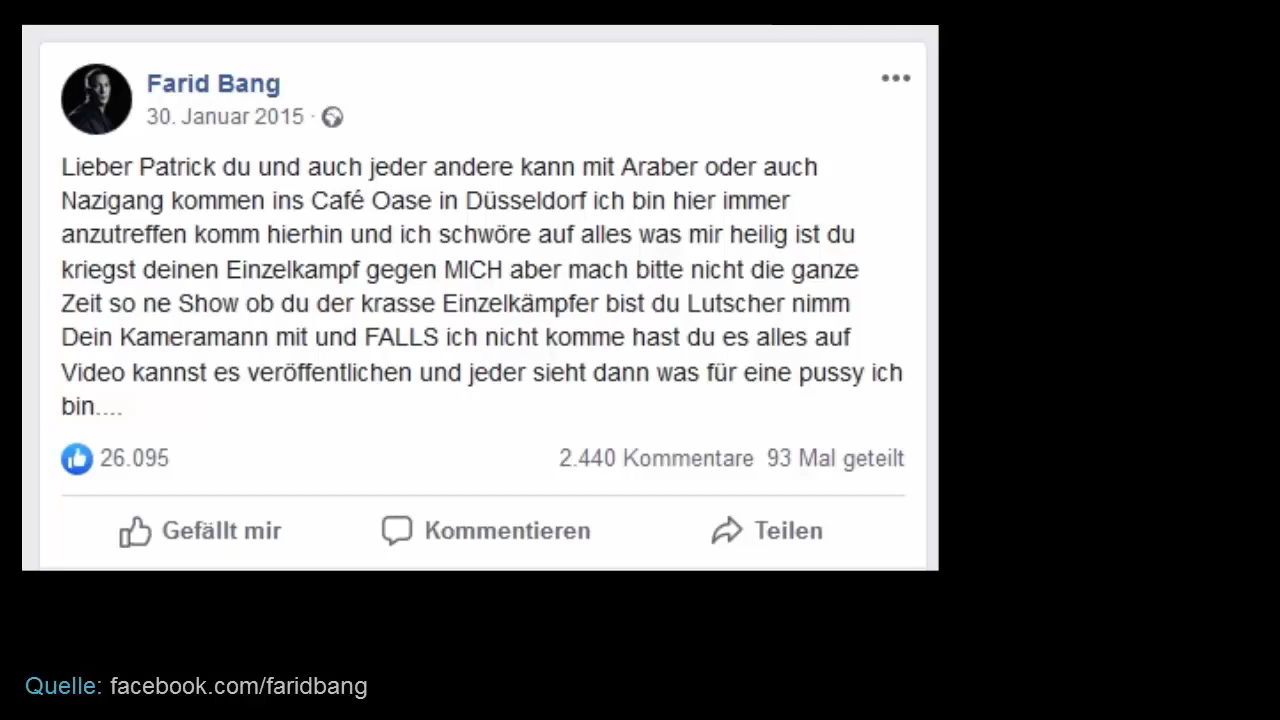 Farid Bang
30. Januar 2015 ·
Lieber Patrick du und auch jeder andere kann mit Araber oder auch
Nazigang kommen ins Café Oase in Düsseldorf ich bin hier immer
anzutreffen komm hierhin und ich schwöre auf alles was mir heilig ist du
kriegst deinen Einzelkampf gegen MICH aber mach bitte nicht die ganze
Zeit so ne Show ob du der krasse Einzelkämpfer bist du Lutscher nimm
Dein Kameramann mit und FALLS ich nicht komme hast du es alles auf
Video kannst es veröffentlichen und jeder sieht dann was für eine pussy ich
bin....
26.095 2.440 Kommentare 93 Mal geteilt
Gefällt mir Kommentieren Teilen
Quelle: facebook.com/faridbang